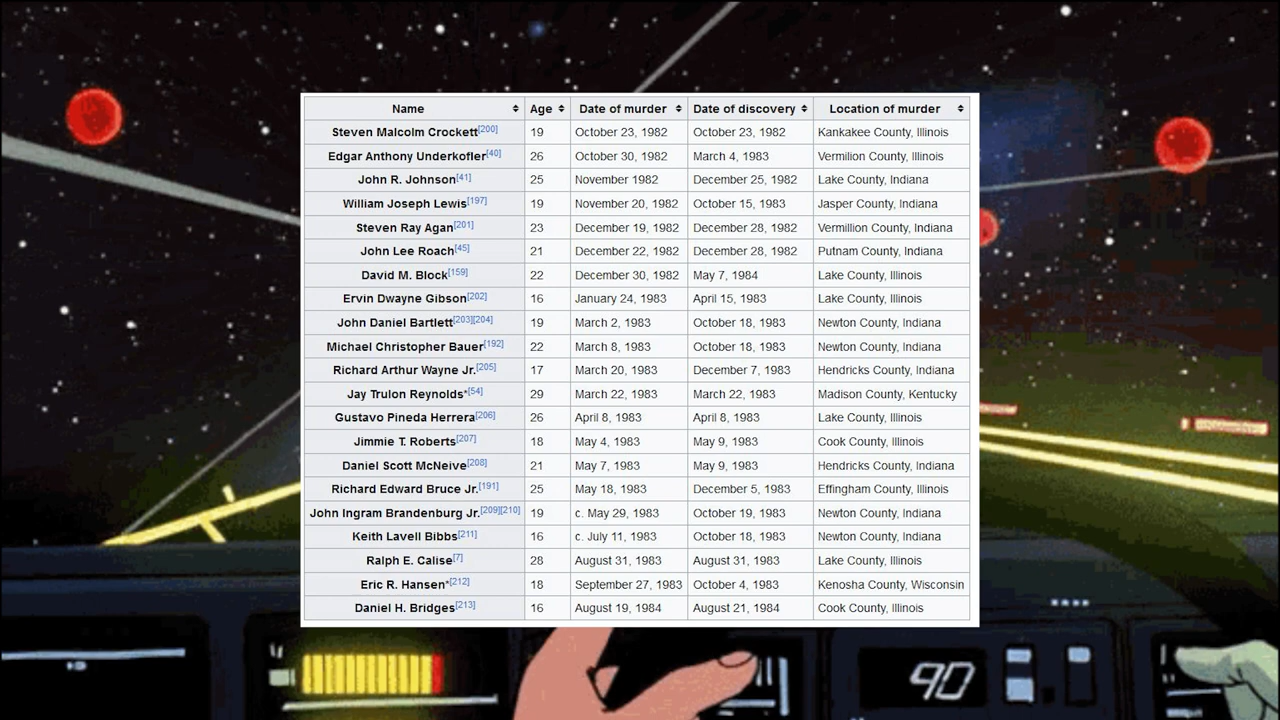 Name Age Date of murder Date of discovery Location of murder
Steven Malcolm Crockett[200] 19 October 23, 1982 October 23, 1982 Kankakee County, Illinois
Edgar Anthony Underkofler[40] 26 October 30, 1982 March 4, 1983 Vermilion County, Illinois
John R. Johnson[41] 25 November 1982 December 25, 1982 Lake County, Indiana
William Joseph Lewis[197] 19 November 20, 1982 October 15, 1983 Jasper County, Indiana
Steven Ray Agan[201] 23 December 19, 1982 December 28, 1982 Vermillion County, Indiana
John Lee Roach[45] 21 December 22, 1982 December 28, 1982 Putnam County, Indiana
David M. Block[159] 22 December 30, 1982 May 7, 1984 Lake County, Illinois
Ervin Dwayne Gibson[202] 16 January 24, 1983 April 15, 1983 Lake County, Illinois
John Daniel Bartlett[203][204] 19 March 2, 1983 October 18, 1983 Newton County, Indiana
Michael Christopher Bauer[192] 22 March 8, 1983 October 18, 1983 Newton County, Indiana
Richard Arthur Wayne Jr.[205] 17 March 20, 1983 December 7, 1983 Hendricks County, Indiana
Jay Trulon Reynolds*[54] 29 March 22, 1983 March 22, 1983 Madison County, Kentucky
Gustavo Pineda Herrera[206] 26 April 8, 1983 April 8, 1983 Lake County, Illinois
Jimmie T. Roberts[207] 18 May 4, 1983 May 9, 1983 Cook County, Illinois
Daniel Scott McNeive[208] 21 May 7, 1983 May 9, 1983 Hendricks County, Indiana
Richard Edward Bruce Jr.[191] 25 May 18, 1983 December 5, 1983 Effingham County, Illinois
John Ingram Brandenburg Jr.[209][210] 19 c. May 29, 1983 October 19, 1983 Newton County, Indiana
Keith Lavell Bibbs[211] 16 c. July 11, 1983 October 18, 1983 Newton County, Indiana
Ralph E. Calise[7] 28 August 31, 1983 August 31, 1983 Lake County, Illinois
Eric R. Hansen*[212] 18 September 27, 1983 October 4, 1983 Kenosha County, Wisconsin
Daniel H. Bridges[213] 16 August 19, 1984 August 21, 1984 Cook County, Illinois
90